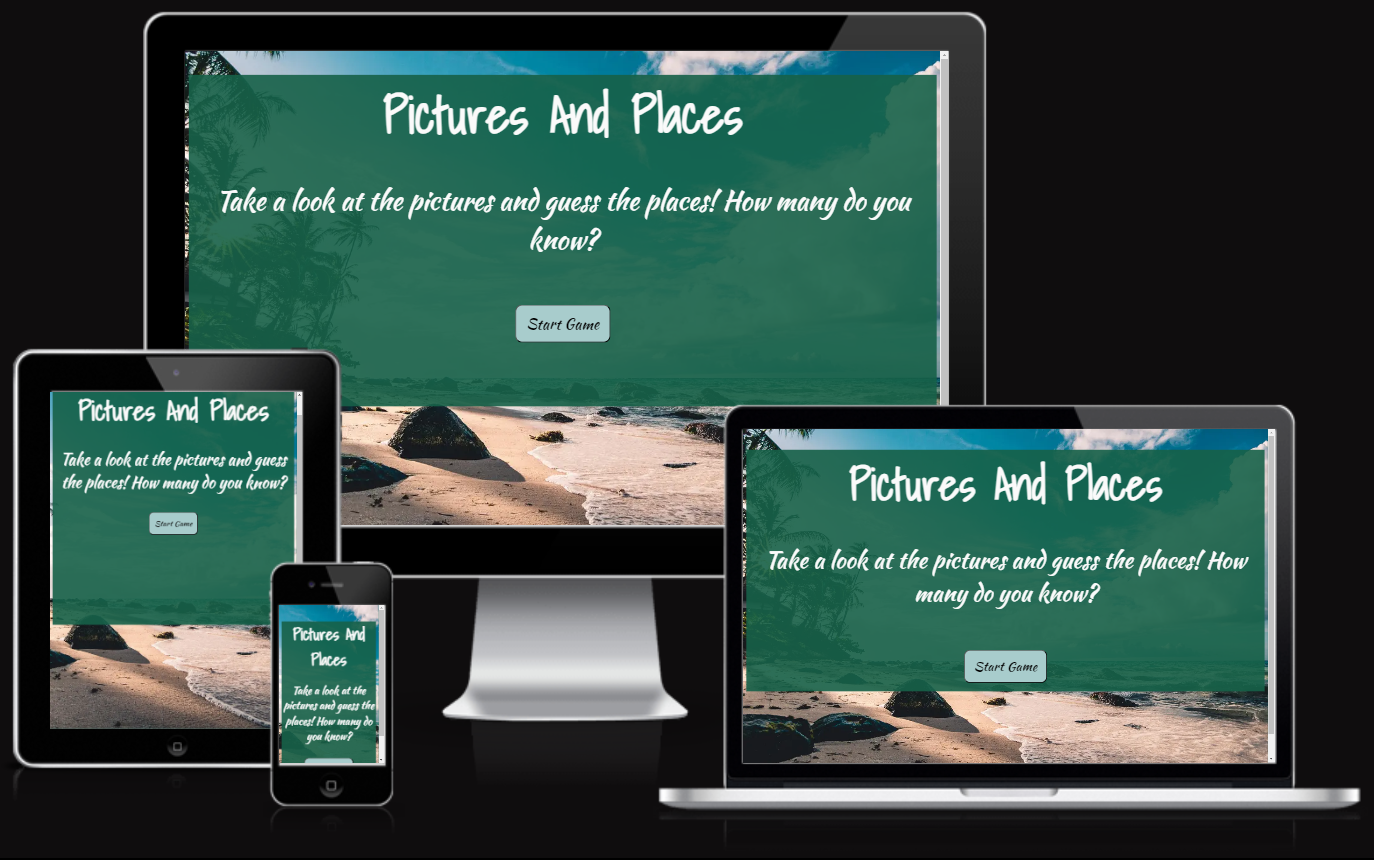 Pictures And Places
Take a look at the pictures and guess the places! How many do you
know?
Start Game
Pictures And Places
Take a look at the pictures and guess
the places! How many do you know?
Start Game
Pictures And
Places
Take a look at the
pictures and guess the
places! How many do
you know?
Pictures And Places
Take a look at the pictures and guess the places! How
many do you know?
Start Game